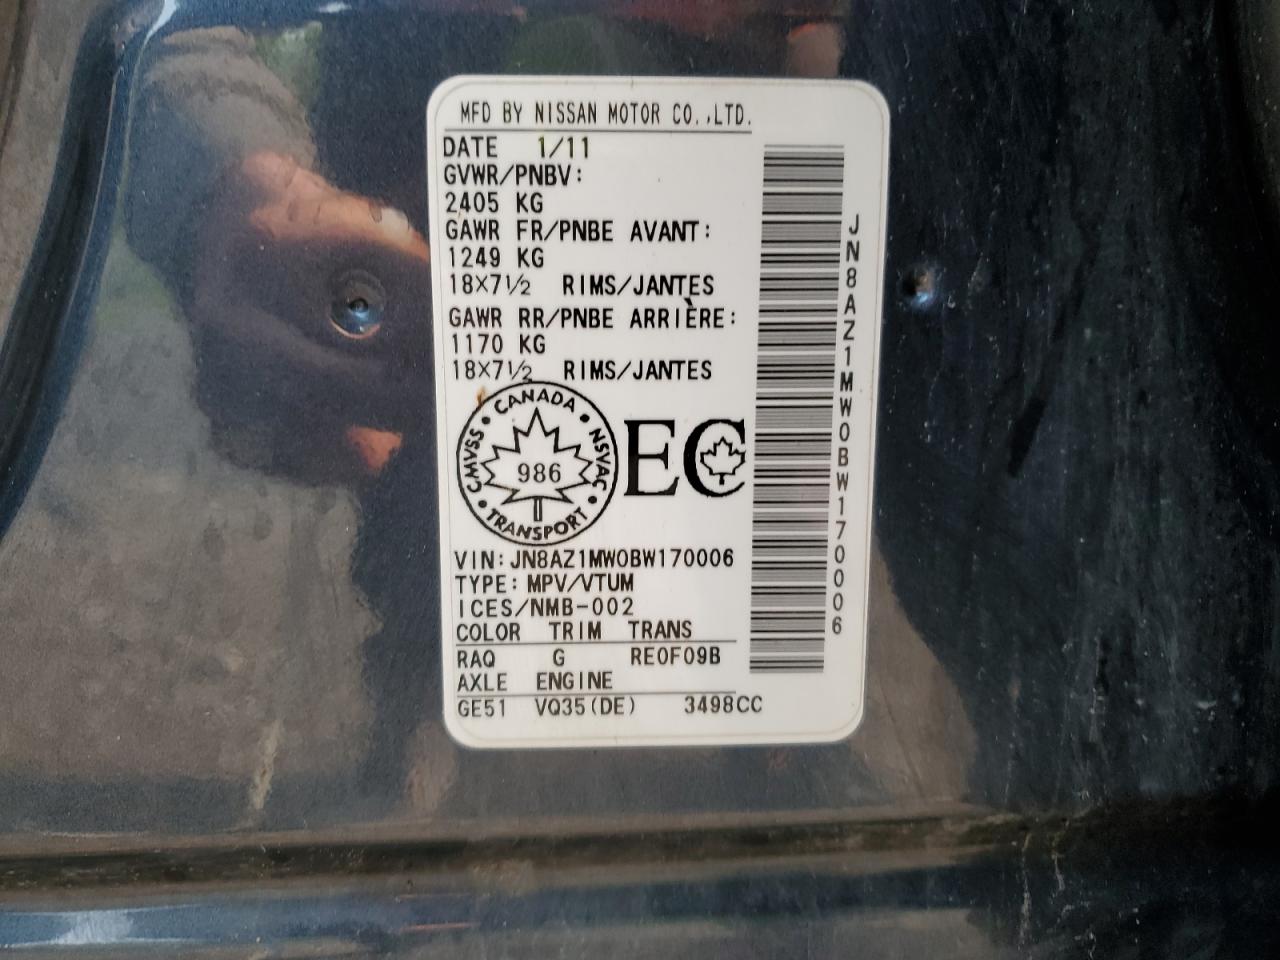 MFD BY NISSAN MOTOR CO.,LTD.
DATE 1/11
GVWR/PNBV:
2405 KG
GAWR FR/PNBE AVANT:
1249 KG
18×7½ RIMS/JANTES
GAWR RR/PNBE ARRIÈRE:
1170 KG
18×7½ RIMS/JANTES
CANADA • NSVAC • TRANSPORT • CMVSS •
986
EC
VIN:JN8AZ1MW0BW170006
TYPE:MPV/VTUM
ICES/NMB-002
COLOR TRIM TRANS
RAQ G RE0F09B
AXLE ENGINE
GE51 VQ35(DE) 3498CC
JN8AZ1MW0BW170006